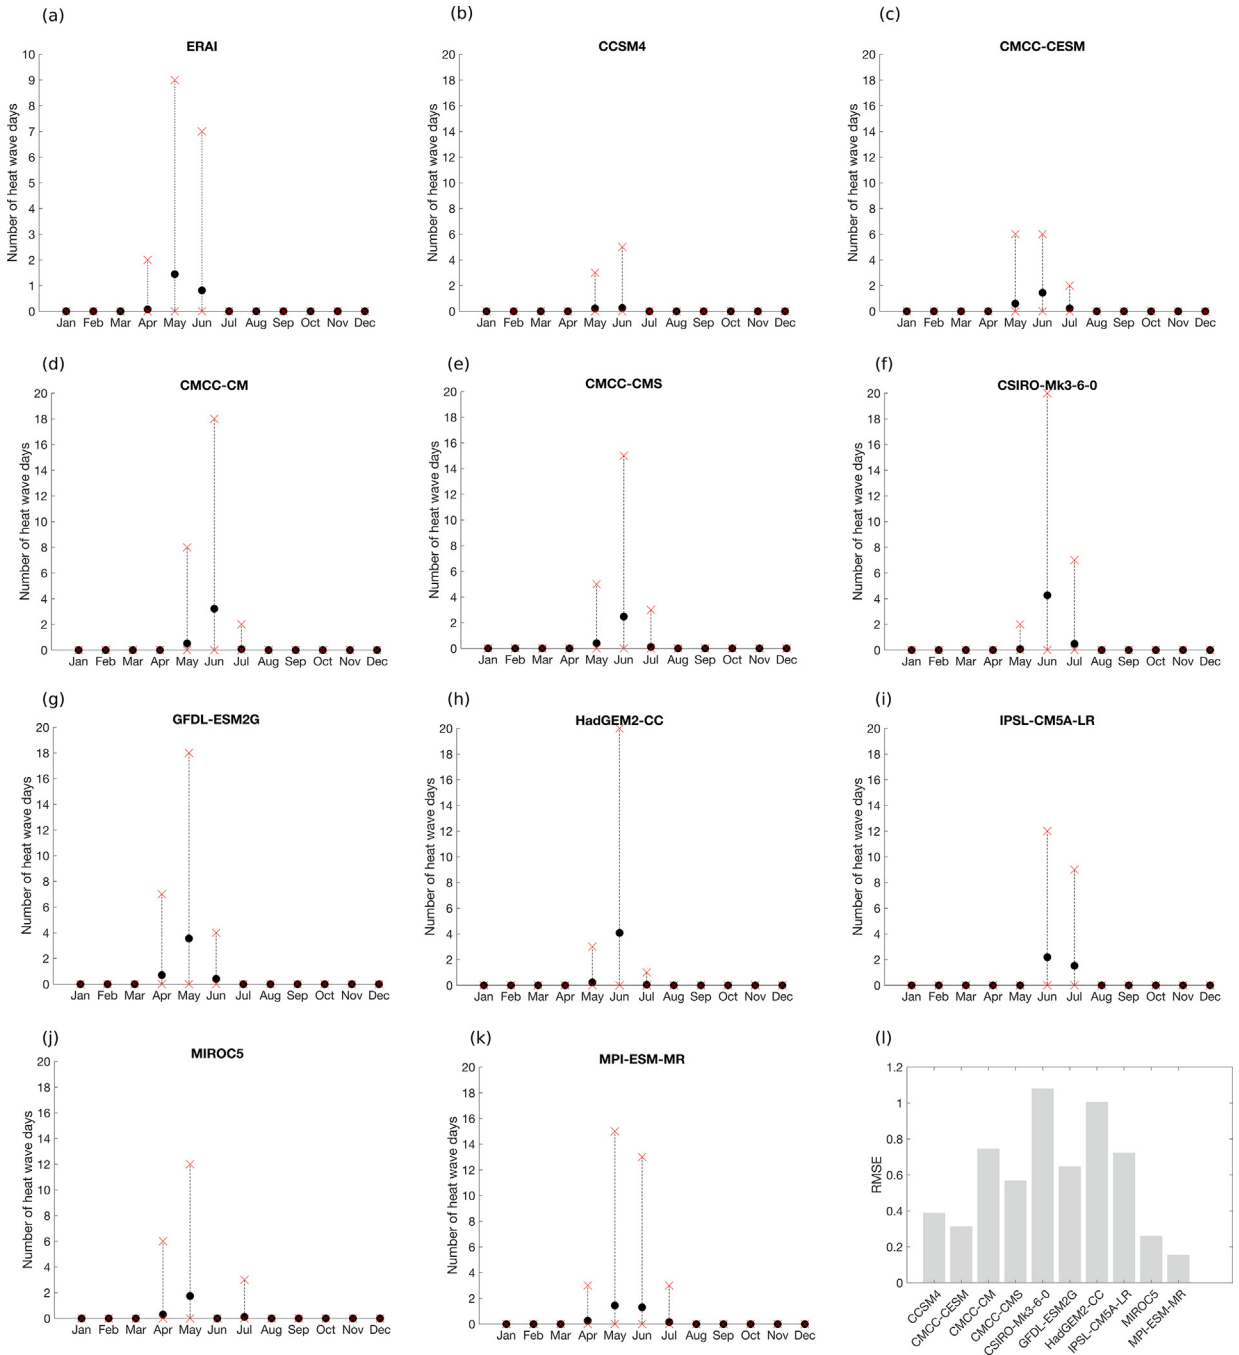 (a)
ERAI
Number of heat wave days
10
9
8
7
6
5
4
3
2
1
0
Jan Feb Mar Apr May Jun Jul Aug Sep Oct Nov Dec
(b)
CCSM4
Number of heat wave days
20
18
16
14
12
10
8
6
4
2
0
Jan Feb Mar Apr May Jun Jul Aug Sep Oct Nov Dec
(c)
CMCC-CESM
Number of heat wave days
20
18
16
14
12
10
8
6
4
2
0
Jan Feb Mar Apr May Jun Jul Aug Sep Oct Nov Dec
(d)
CMCC-CM
Number of heat wave days
20
18
16
14
12
10
8
6
4
2
0
Jan Feb Mar Apr May Jun Jul Aug Sep Oct Nov Dec
(e)
CMCC-CMS
Number of heat wave days
20
18
16
14
12
10
8
6
4
2
0
Jan Feb Mar Apr May Jun Jul Aug Sep Oct Nov Dec
(f)
CSIRO-Mk3-6-0
Number of heat wave days
20
18
16
14
12
10
8
6
4
2
0
Jan Feb Mar Apr May Jun Jul Aug Sep Oct Nov Dec
(g)
GFDL-ESM2G
Number of heat wave days
20
18
16
14
12
10
8
6
4
2
0
Jan Feb Mar Apr May Jun Jul Aug Sep Oct Nov Dec
(h)
HadGEM2-CC
Number of heat wave days
20
18
16
14
12
10
8
6
4
2
0
Jan Feb Mar Apr May Jun Jul Aug Sep Oct Nov Dec
(i)
IPSL-CM5A-LR
Number of heat wave days
20
18
16
14
12
10
8
6
4
2
0
Jan Feb Mar Apr May Jun Jul Aug Sep Oct Nov Dec
(j)
MIROC5
Number of heat wave days
20
18
16
14
12
10
8
6
4
2
0
Jan Feb Mar Apr May Jun Jul Aug Sep Oct Nov Dec
(k)
MPI-ESM-MR
Number of heat wave days
20
18
16
14
12
10
8
6
4
2
0
Jan Feb Mar Apr May Jun Jul Aug Sep Oct Nov Dec
(l)
RMSE
1.2
1
0.8
0.6
0.4
0.2
0
CCSM4
CMCC-CESM
CMCC-CM
CMCC-CMS
CSIRO-Mk3-6-0
GFDL-ESM2G
HadGEM2-CC
IPSL-CM5A-LR
MIROC5
MPI-ESM-MR